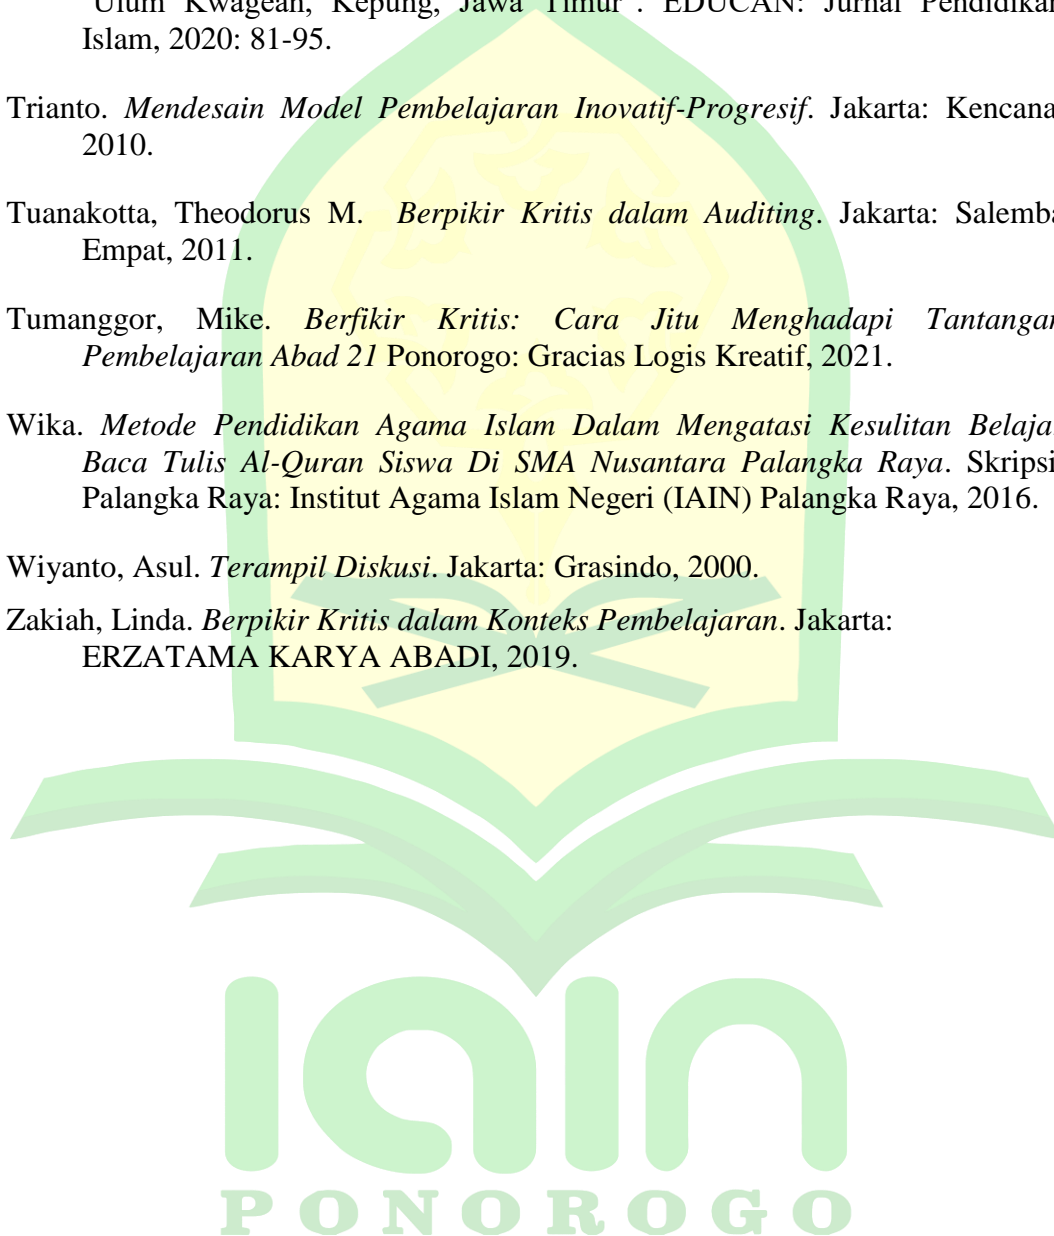 Ulum Kwagean, Kepung, Jawa Timur". EDUCAN: Jurnal Pendidikan
Islam, 2020: 81-95.
Trianto. Mendesain Model Pembelajaran Inovatif-Progresif. Jakarta: Kencana,
2010.
Tuanakotta, Theodorus M. Berpikir Kritis dalam Auditing. Jakarta: Salemba
Empat, 2011.
Tumanggor, Mike. Berfikir Kritis: Cara Jitu Menghadapi Tantangan
Pembelajaran Abad 21 Ponorogo: Gracias Logis Kreatif, 2021.
Wika. Metode Pendidikan Agama Islam Dalam Mengatasi Kesulitan Belajar
Baca Tulis Al-Quran Siswa Di SMA Nusantara Palangka Raya. Skripsi,
Palangka Raya: Institut Agama Islam Negeri (IAIN) Palangka Raya, 2016.
Wiyanto, Asul. Terampil Diskusi. Jakarta: Grasindo, 2000.
Zakiah, Linda. Berpikir Kritis dalam Konteks Pembelajaran. Jakarta:
ERZATAMA KARYA ABADI, 2019.
IAIN
PONOROGO